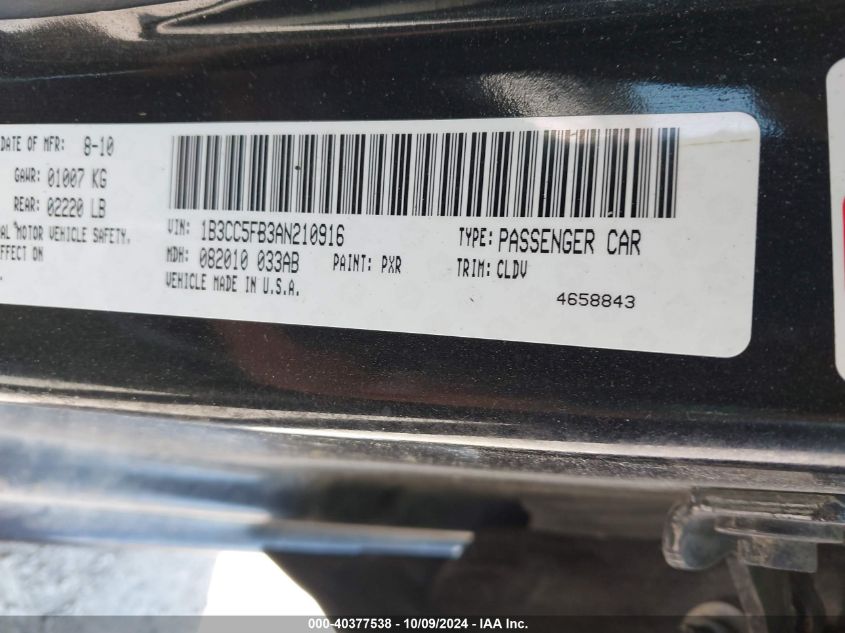 DATE OF MFR: 8-10
GAWR: 01007 KG
REAR: 02220 LB
MOTOR VEHICLE SAFETY,
EFFECT ON
VIN: 1B3CC5FB3AN210916
TYPE: PASSENGER CAR
MDH: 082010 033AB
PAINT: PXR
TRIM: CLDV
VEHICLE MADE IN U.S.A.
4658843
000-40377538 - 10/09/2024 - IAA Inc.